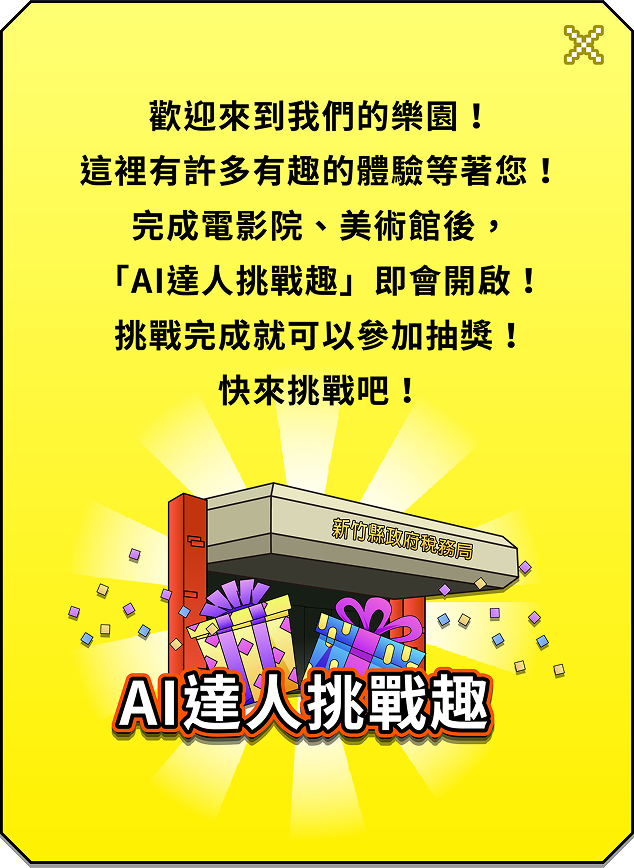 歡迎來到我們的樂園！
這裡有許多有趣的體驗等著您！
完成電影院、美術館後，
「AI達人挑戰趣」即會開啟！
挑戰完成就可以參加抽獎！
快來挑戰吧！
新竹縣政府稅務局
AI達人挑戰趣